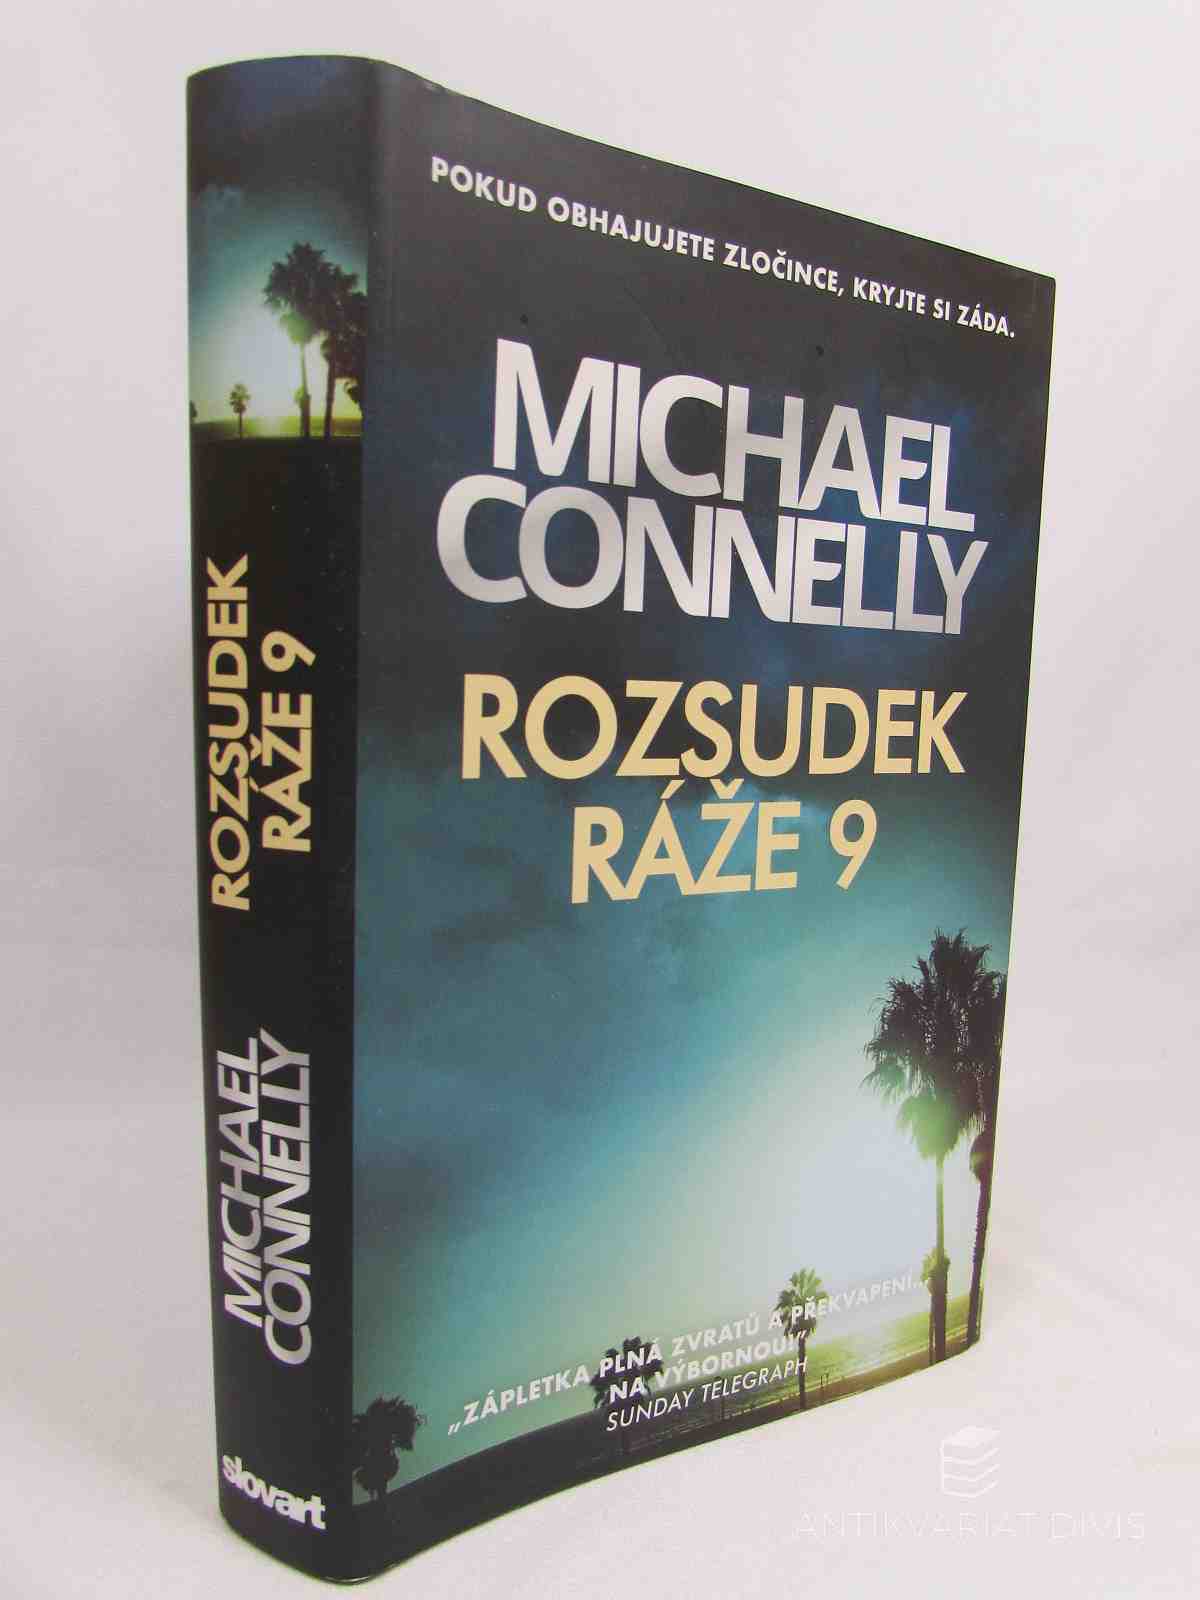 POKUD OBHAJUJETE ZLOČINCE, KRYJTE SI ZÁDA.
MICHAEL
CONNELLY
ROZSUDEK
RÁŽE 9
„ZÁPLETKA PLNÁ ZVRATŮ A PŘEKVAPENÍ...
NA VÝBORNOU!“
SUNDAY TELEGRAPH
ROZSUDEK
RÁŽE 9
MICHAEL
CONNELLY
slovart
ANTIKVARIAT DIVIS